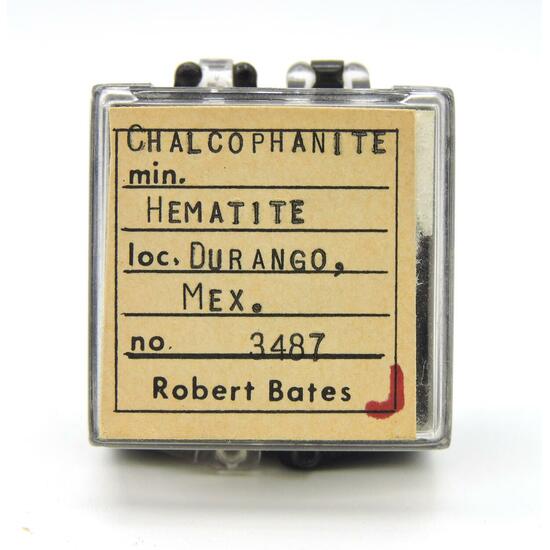 CHALCOPHANITE
min.
HEMATITE
loc. DURANGO,
MEX.
no. 3487
Robert Bates